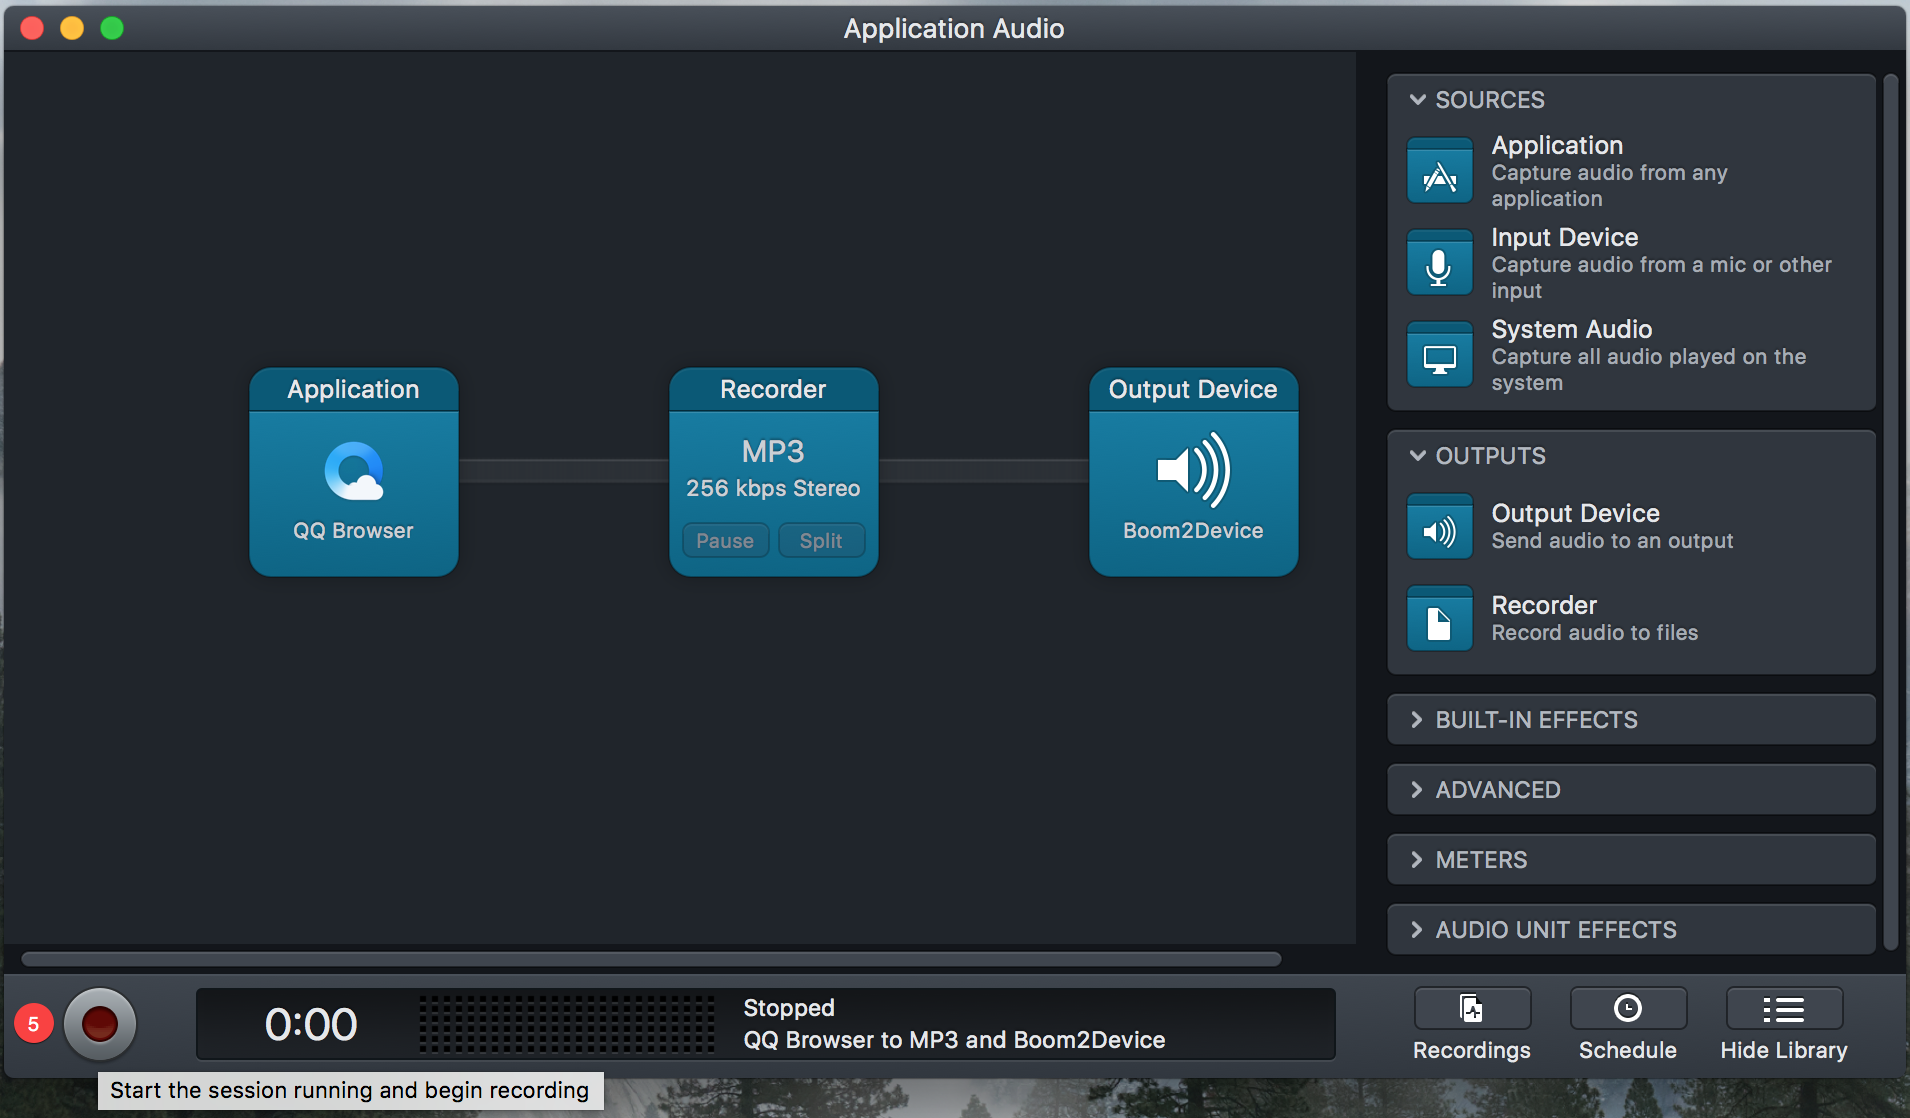 Application Audio
Application
QQ Browser
Recorder
MP3
256 kbps Stereo
Pause
Split
Output Device
Boom2Device
SOURCES
Application
Capture audio from any
application
Input Device
Capture audio from a mic or other
input
System Audio
Capture all audio played on the
system
OUTPUTS
Output Device
Send audio to an output
Recorder
Record audio to files
BUILT-IN EFFECTS
ADVANCED
METERS
AUDIO UNIT EFFECTS
5
0:00
Stopped
QQ Browser to MP3 and Boom2Device
Recordings
Schedule
Hide Library
Start the session running and begin recording